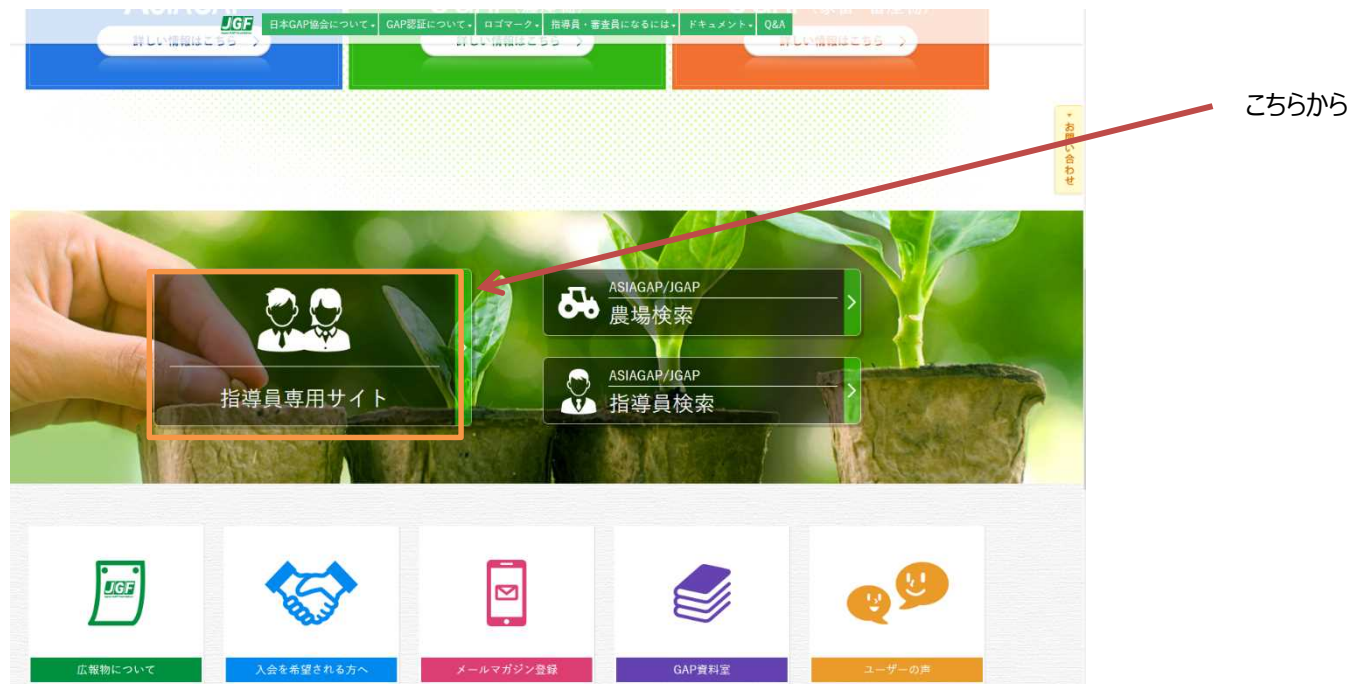 JGF 日本GAP協会について GAP認証について ロゴマーク 指導員・審査員になるには ドキュメント Q&A
詳しい情報はこちら
詳しい情報はこちら
詳しい情報はこちら
こちらから
お問い合わせ
ASIAGAP/JGAP
農場検索
指導員専用サイト
ASIAGAP/JGAP
指導員検索
JGF
広報物について
入会を希望される方へ
メールマガジン登録
GAP資料室
ユーザーの声